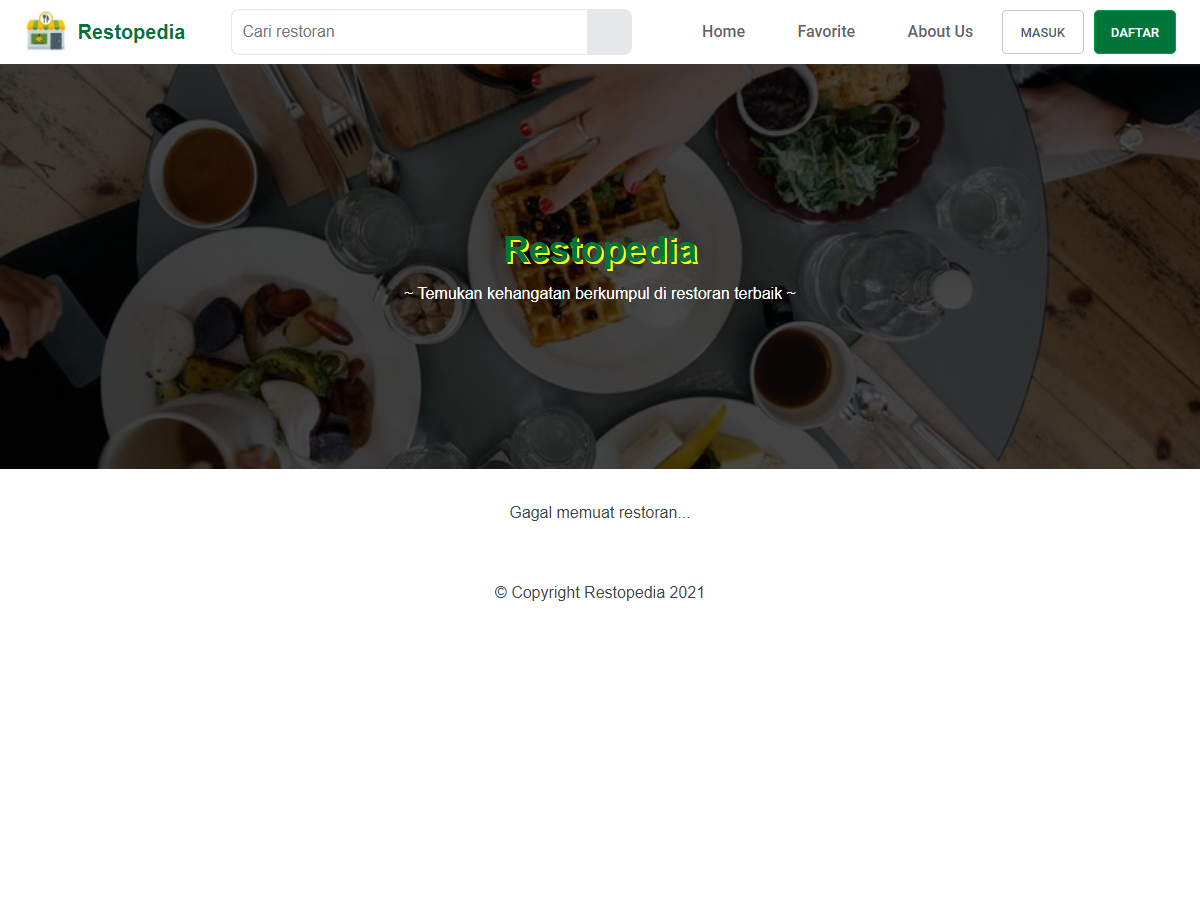 Restopedia
Cari restoran
Home
Favorite
About Us
MASUK
DAFTAR
Restopedia
~ Temukan kehangatan berkumpul di restoran terbaik ~
Gagal memuat restoran...
© Copyright Restopedia 2021